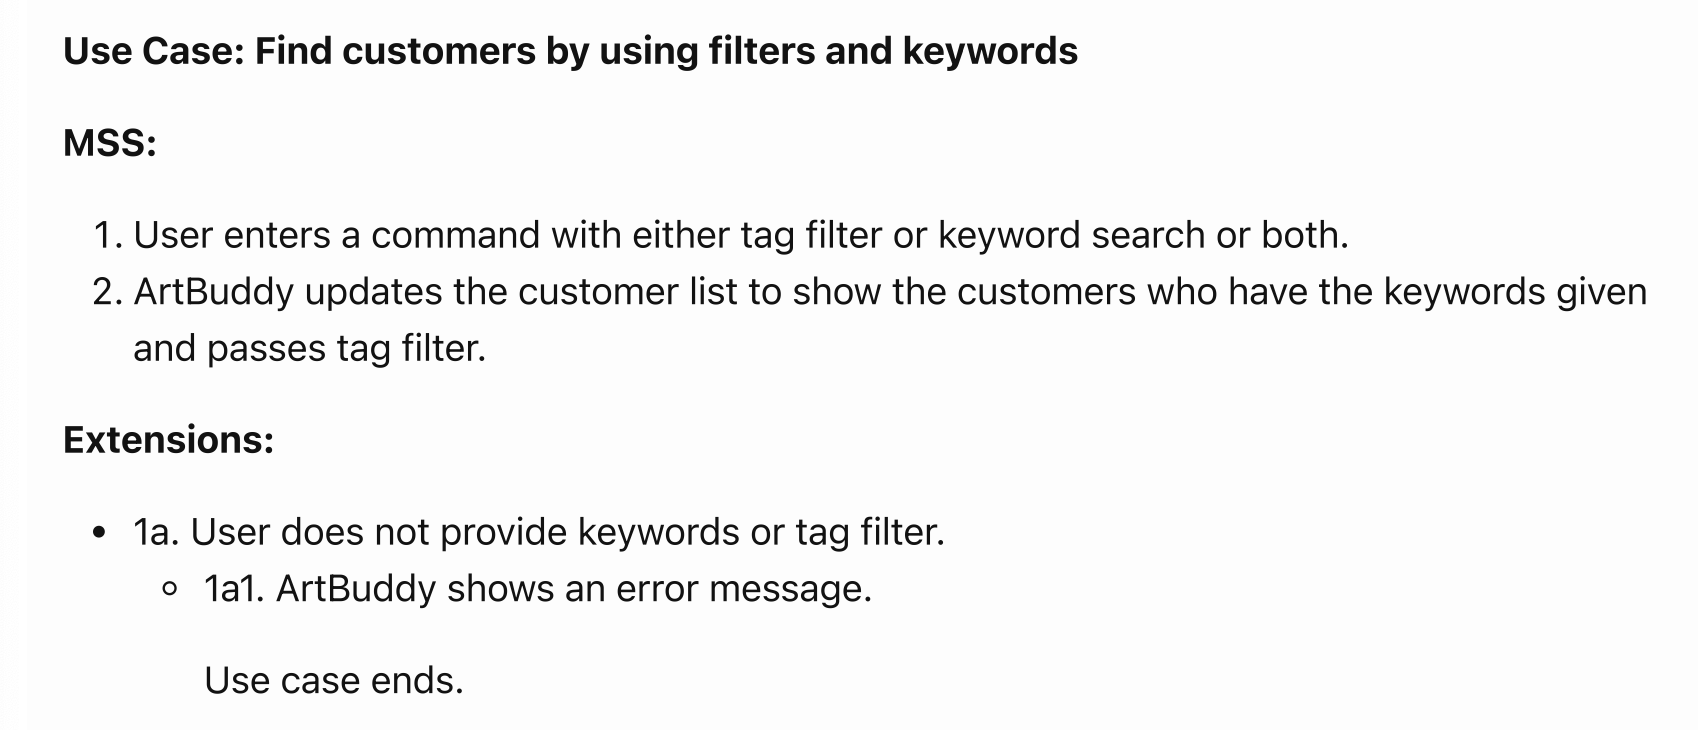 Use Case: Find customers by using filters and keywords
MSS:
1. User enters a command with either tag filter or keyword search or both.
2. ArtBuddy updates the customer list to show the customers who have the keywords given
and passes tag filter.
Extensions:
• 1a. User does not provide keywords or tag filter.
◦ 1a1. ArtBuddy shows an error message.
Use case ends.